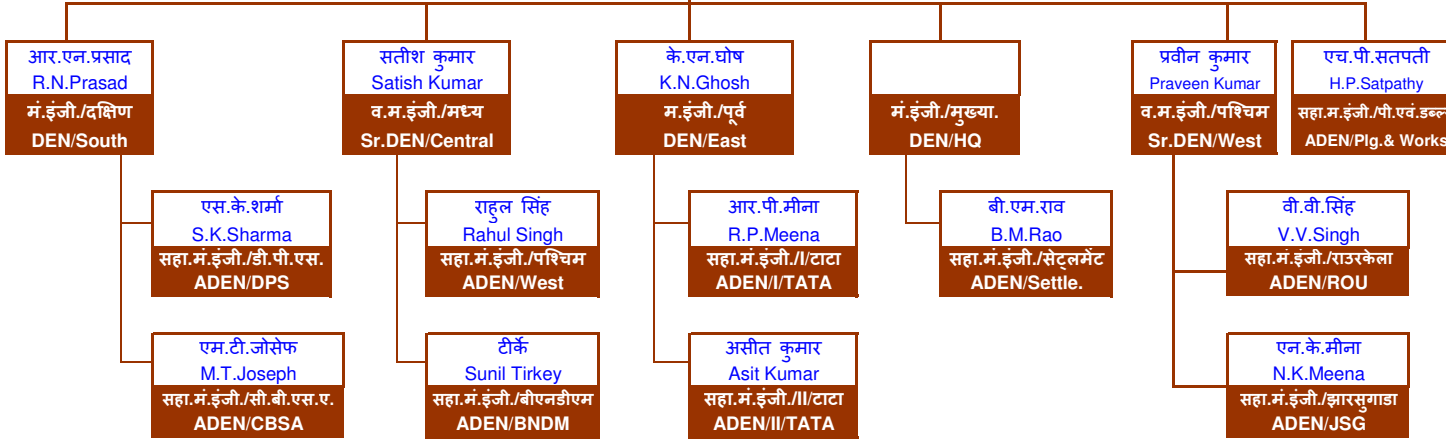 आर.एन.प्रसाद
R.N.Prasad
मं.इंजी./दक्षिण
DEN/South
सतीश कुमार
Satish Kumar
व.म.इंजी./मध्य
Sr.DEN/Central
के.एन.घोष
K.N.Ghosh
म.इंजी./पूर्व
DEN/East
मं.इंजी./मुख्या.
DEN/HQ
प्रवीन कुमार
Praveen Kumar
व.म.इंजी./पश्चिम
Sr.DEN/West
एच.पी.सतपती
H.P.Satpathy
सहा.म.इंजी./पी.एवं.डब्ल्
ADEN/Plg.& Works
एस.के.शर्मा
S.K.Sharma
सहा.मं.इंजी./डी.पी.एस.
ADEN/DPS
राहुल सिंह
Rahul Singh
सहा.मं.इंजी./पश्चिम
ADEN/West
आर.पी.मीना
R.P.Meena
सहा.मं.इंजी./I/टाटा
ADEN/I/TATA
बी.एम.राव
B.M.Rao
सहा.मं.इंजी./सेट्लमेंट
ADEN/Settle.
वी.वी.सिंह
V.V.Singh
सहा.मं.इंजी./राउरकेला
ADEN/ROU
एम.टी.जोसेफ
M.T.Joseph
सहा.मं.इंजी./सी.बी.एस.ए.
ADEN/CBSA
टीर्के
Sunil Tirkey
सहा.मं.इंजी./बीएनडीएम
ADEN/BNDM
असीत कुमार
Asit Kumar
सहा.मं.इंजी./II/टाटा
ADEN/II/TATA
एन.के.मीना
N.K.Meena
सहा.मं.इंजी./झारसुगाडा
ADEN/JSG